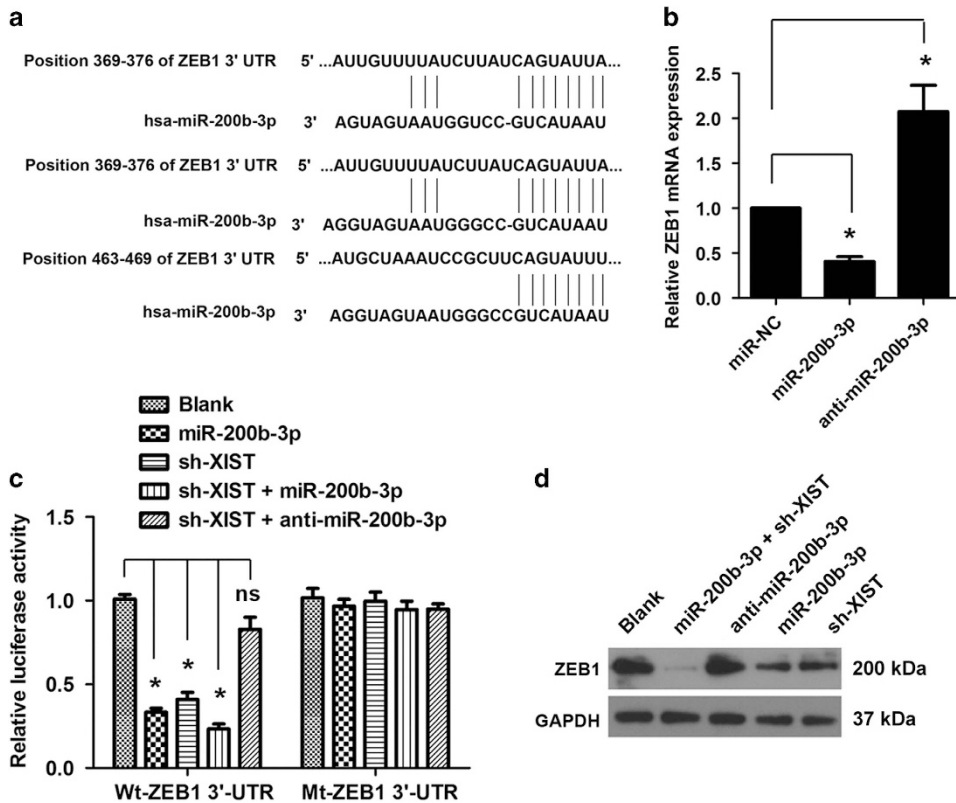 a
Position 369-376 of ZEB1 3' UTR 5' ...AUUGUUUUAUCUUAUCAGUAUUA...
hsa-miR-200b-3p 3' AGUAGUAAUGGUCC-GUCAUAAU
Position 369-376 of ZEB1 3' UTR 5' ...AUUGUUUUAUCUUAUCAGUAUUA...
hsa-miR-200b-3p 3' AGGUAGUAAUGGGCC-GUCAUAAU
Position 463-469 of ZEB1 3' UTR 5' ...AUGCUAAAUCCGCUUCAGUAUUU...
hsa-miR-200b-3p 3' AGGUAGUAAUGGGCCGUCAUAAU
b
Relative ZEB1 mRNA expression
2.5
2.0
1.5
1.0
0.5
0.0
*
*
miR-NC
miR-200b-3p
anti-miR-200b-3p
c
Blank
miR-200b-3p
sh-XIST
sh-XIST + miR-200b-3p
sh-XIST + anti-miR-200b-3p
Relative luciferase activity
1.5
1.0
0.5
0.0
* * * ns
Wt-ZEB1 3'-UTR
Mt-ZEB1 3'-UTR
d
Blank
miR-200b-3p + sh-XIST
anti-miR-200b-3p
miR-200b-3p
sh-XIST
ZEB1 200 kDa
GAPDH 37 kDa